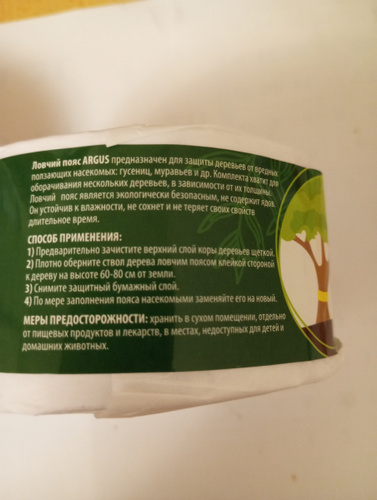 Ловчий пояс ARGUS предназначен для защиты деревьев от вредных
ползающих насекомых: гусениц, муравьев и др. Комплекта хватит для
оборачивания нескольких деревьев, в зависимости от их толщины.
Ловчий пояс является экологически безопасным, не содержит ядов.
Он устойчив к влажности, не сохнет и не теряет своих свойств
длительное время.
СПОСОБ ПРИМЕНЕНИЯ:
1) Предварительно зачистите верхний слой коры деревьев щеткой.
2) Плотно оберните ствол дерева ловчим поясом клейкой стороной
к дереву на высоте 60-80 см от земли.
3) Снимите защитный бумажный слой.
4) По мере заполнения пояса насекомыми заменяйте его на новый.
МЕРЫ ПРЕДОСТОРОЖНОСТИ: хранить в сухом помещении, отдельно
от пищевых продуктов и лекарств, в местах, недоступных для детей и
домашних животных.